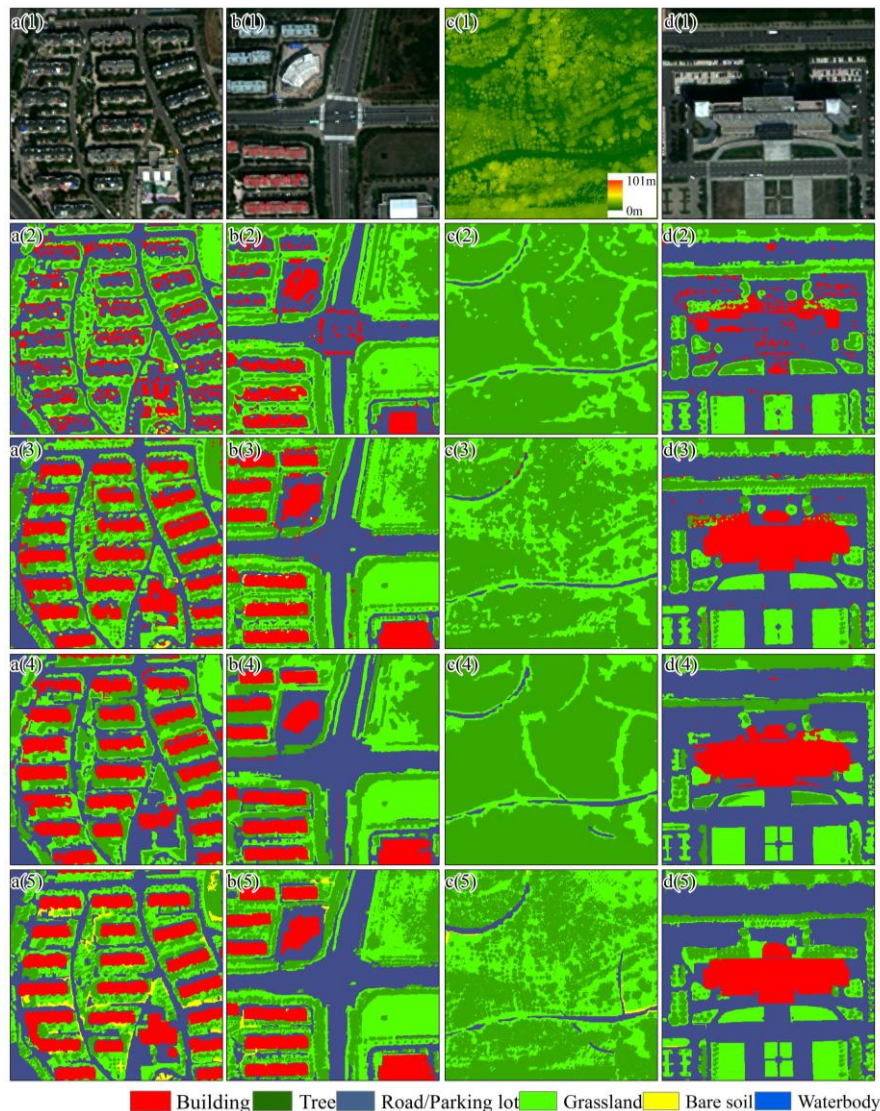 a(1) b(1) c(1) d(1)
101m
0m
a(2) b(2) c(2) d(2)
a(3) b(3) c(3) d(3)
a(4) b(4) c(4) d(4)
a(5) b(5) c(5) d(5)
Building Tree Road/Parking lot Grassland Bare soil Waterbody